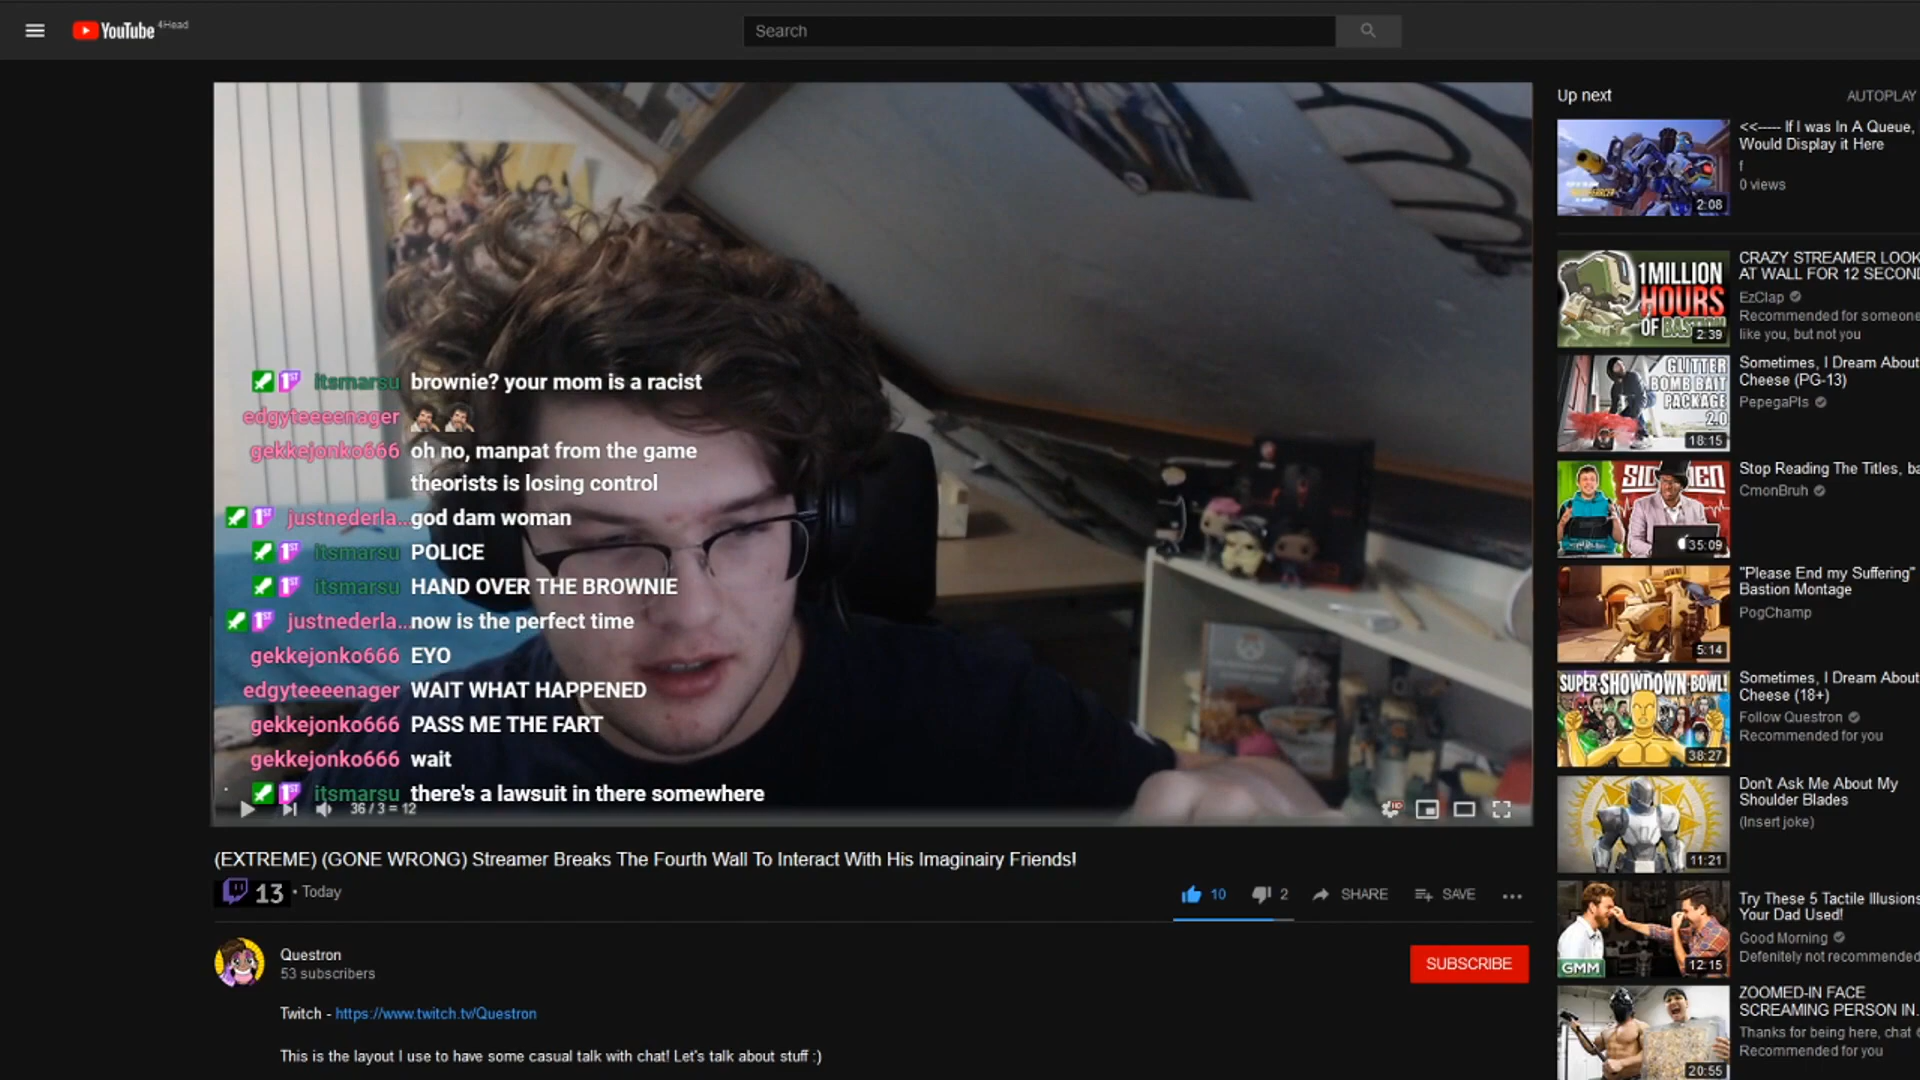 YouTube 4Head
Search
itsmarsu brownie? your mom is a racist
edgyteeeenager
gekkejonko666 oh no, manpat from the game
theorists is losing control
justnederla... god dam woman
itsmarsu POLICE
itsmarsu HAND OVER THE BROWNIE
justnederla... now is the perfect time
gekkejonko666 EYO
edgyteeeenager WAIT WHAT HAPPENED
gekkejonko666 PASS ME THE FART
gekkejonko666 wait
itsmarsu there's a lawsuit in there somewhere
36 / 3 = 12
(EXTREME) (GONE WRONG) Streamer Breaks The Fourth Wall To Interact With His Imaginairy Friends!
13 • Today
10 2 SHARE SAVE
Questron
53 subscribers
SUBSCRIBE
Twitch - https://www.twitch.tv/Questron
This is the layout I use to have some casual talk with chat! Let's talk about stuff :)
Up next AUTOPLAY
<<----- If I was In A Queue,
Would Display it Here
f
0 views
2:08
CRAZY STREAMER LOOK
AT WALL FOR 12 SECOND
EzClap
Recommended for someone
like you, but not you
1 MILLION
HOURS
OF BASTION
2:39
Sometimes, I Dream About
Cheese (PG-13)
PepegaPls
GLITTER
BOMB BAIT
PACKAGE
2.0
18:15
Stop Reading The Titles, ba
CmonBruh
35:09
"Please End my Suffering"
Bastion Montage
PogChamp
5:14
Sometimes, I Dream About
Cheese (18+)
Follow Questron
Recommended for you
SUPER-SHOWDOWN-BOWL!
38:27
Don't Ask Me About My
Shoulder Blades
(Insert joke)
11:21
Try These 5 Tactile Illusions
Your Dad Used!
Good Morning
Defenitely not recommended
GMM
12:15
ZOOMED-IN FACE
SCREAMING PERSON IN.
Thanks for being here, chat
Recommended for you
20:55